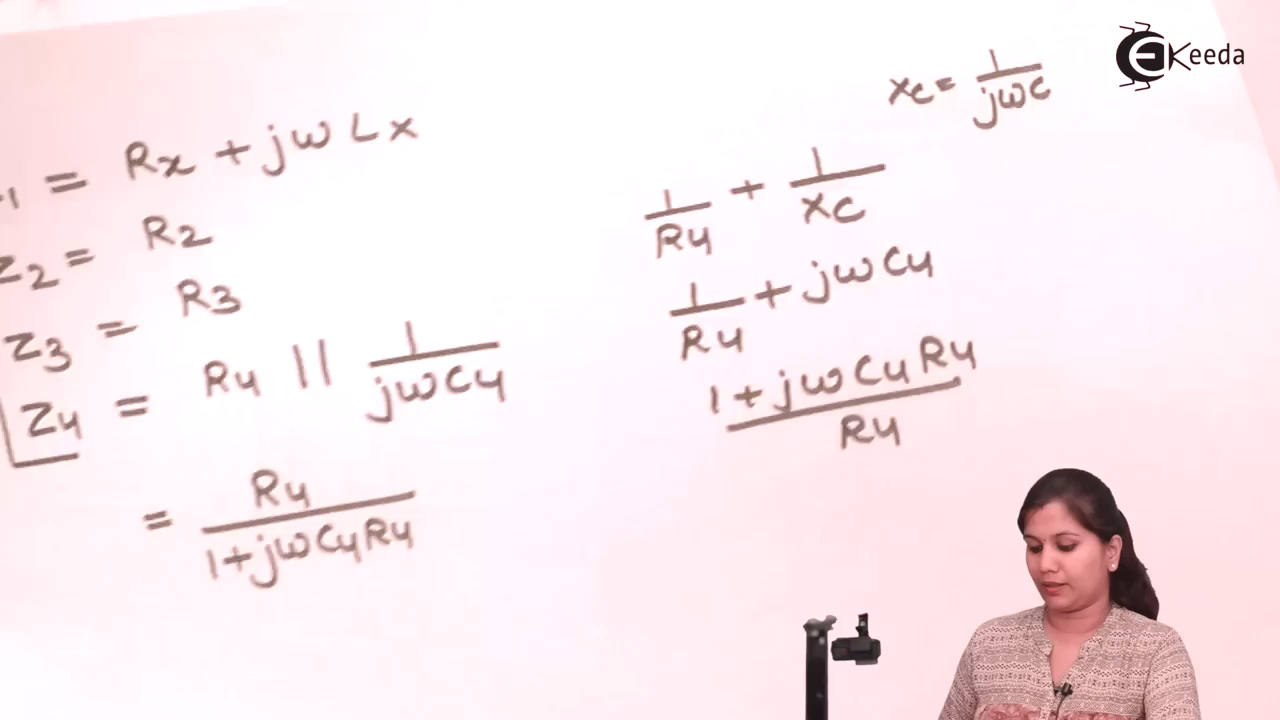 1 = Rx + jωLx
Z2 = R2
Z3 = R3
Z4 = R4 || 1/jωC4
= R4/1+jωC4R4
EKeeda
Xc = 1/jωC
1/R4 + 1/XC
1/R4 + jωC4
1+jωC4R4/R4